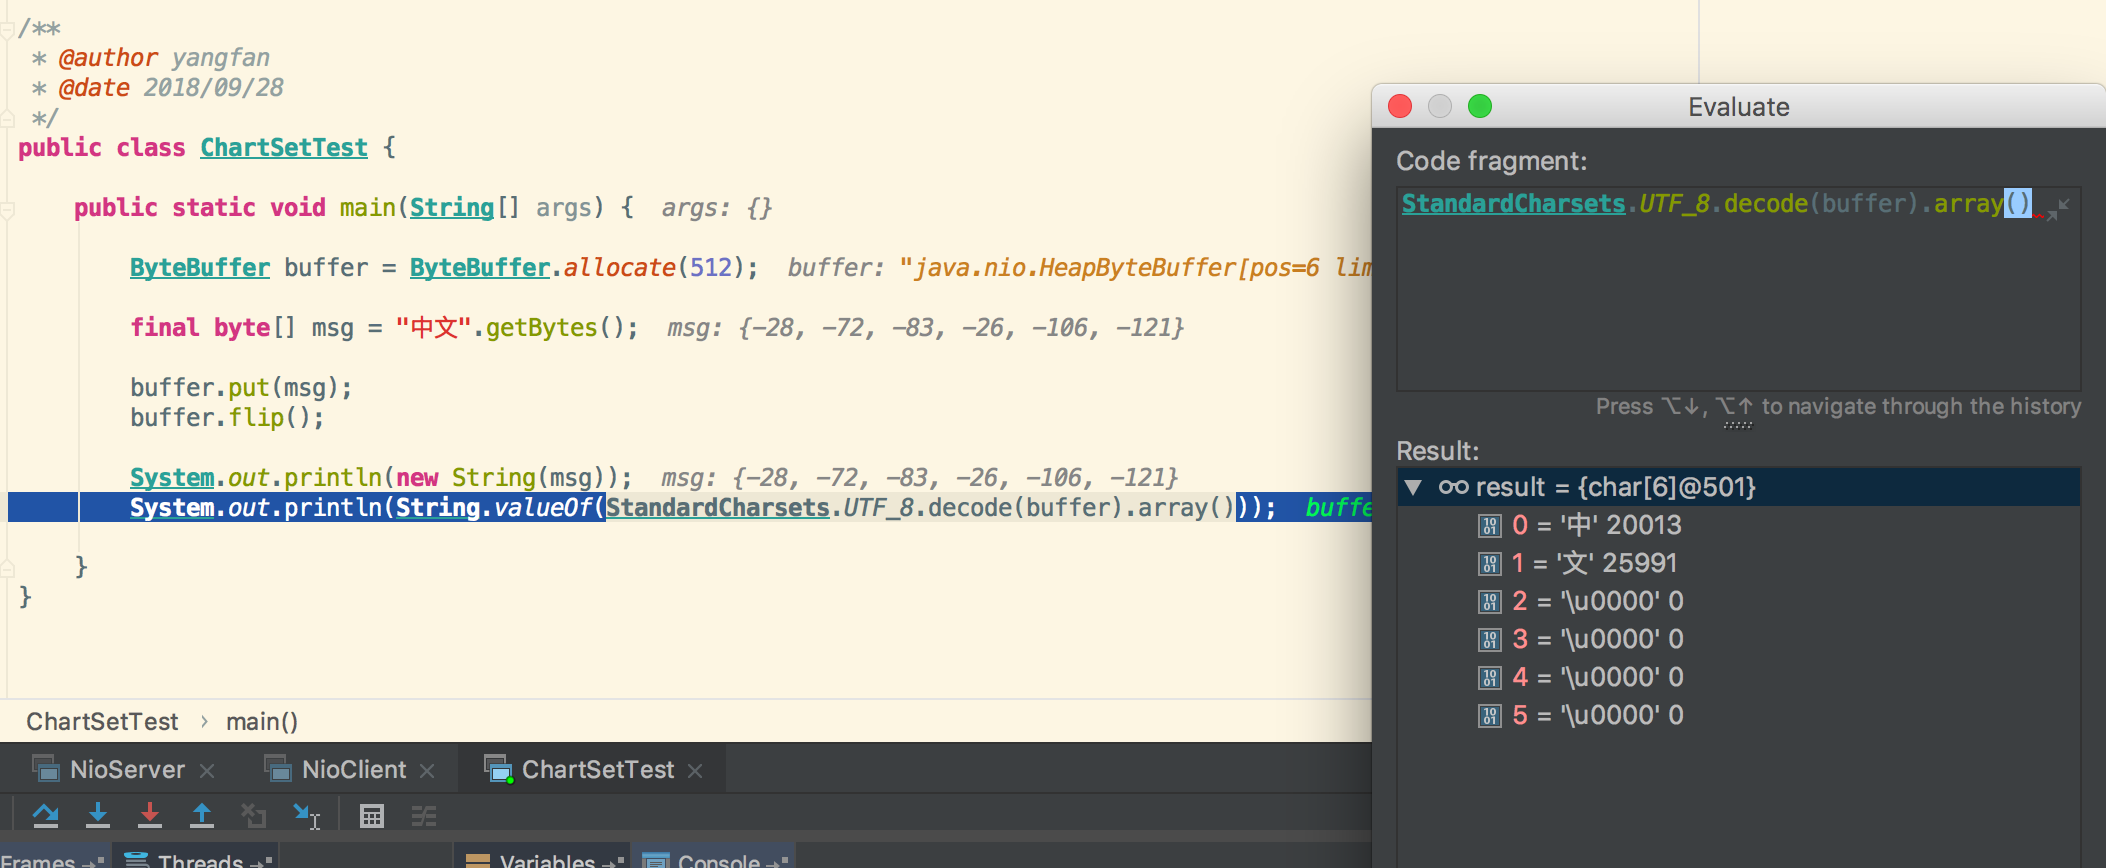 /**
* @author yangfan
* @date 2018/09/28
*/
public class ChartSetTest {
public static void main(String[] args) { args: {}
ByteBuffer buffer = ByteBuffer.allocate(512); buffer: "java.nio.HeapByteBuffer[pos=6 lim
final byte[] msg = "中文".getBytes(); msg: {-28, -72, -83, -26, -106, -121}
buffer.put(msg);
buffer.flip();
System.out.println(new String(msg)); msg: {-28, -72, -83, -26, -106, -121}
System.out.println(String.valueOf(StandardCharsets.UTF_8.decode(buffer).array())); buffe
}
}
ChartSetTest › main()
NioServer
NioClient
ChartSetTest
Frames
Threads
Variables
Console
Evaluate
Code fragment:
StandardCharsets.UTF_8.decode(buffer).array()
Press ⌥↓, ⌥↑ to navigate through the history
Result:
result = {char[6]@501}
0 = '中' 20013
1 = '文' 25991
2 = '\u0000' 0
3 = '\u0000' 0
4 = '\u0000' 0
5 = '\u0000' 0